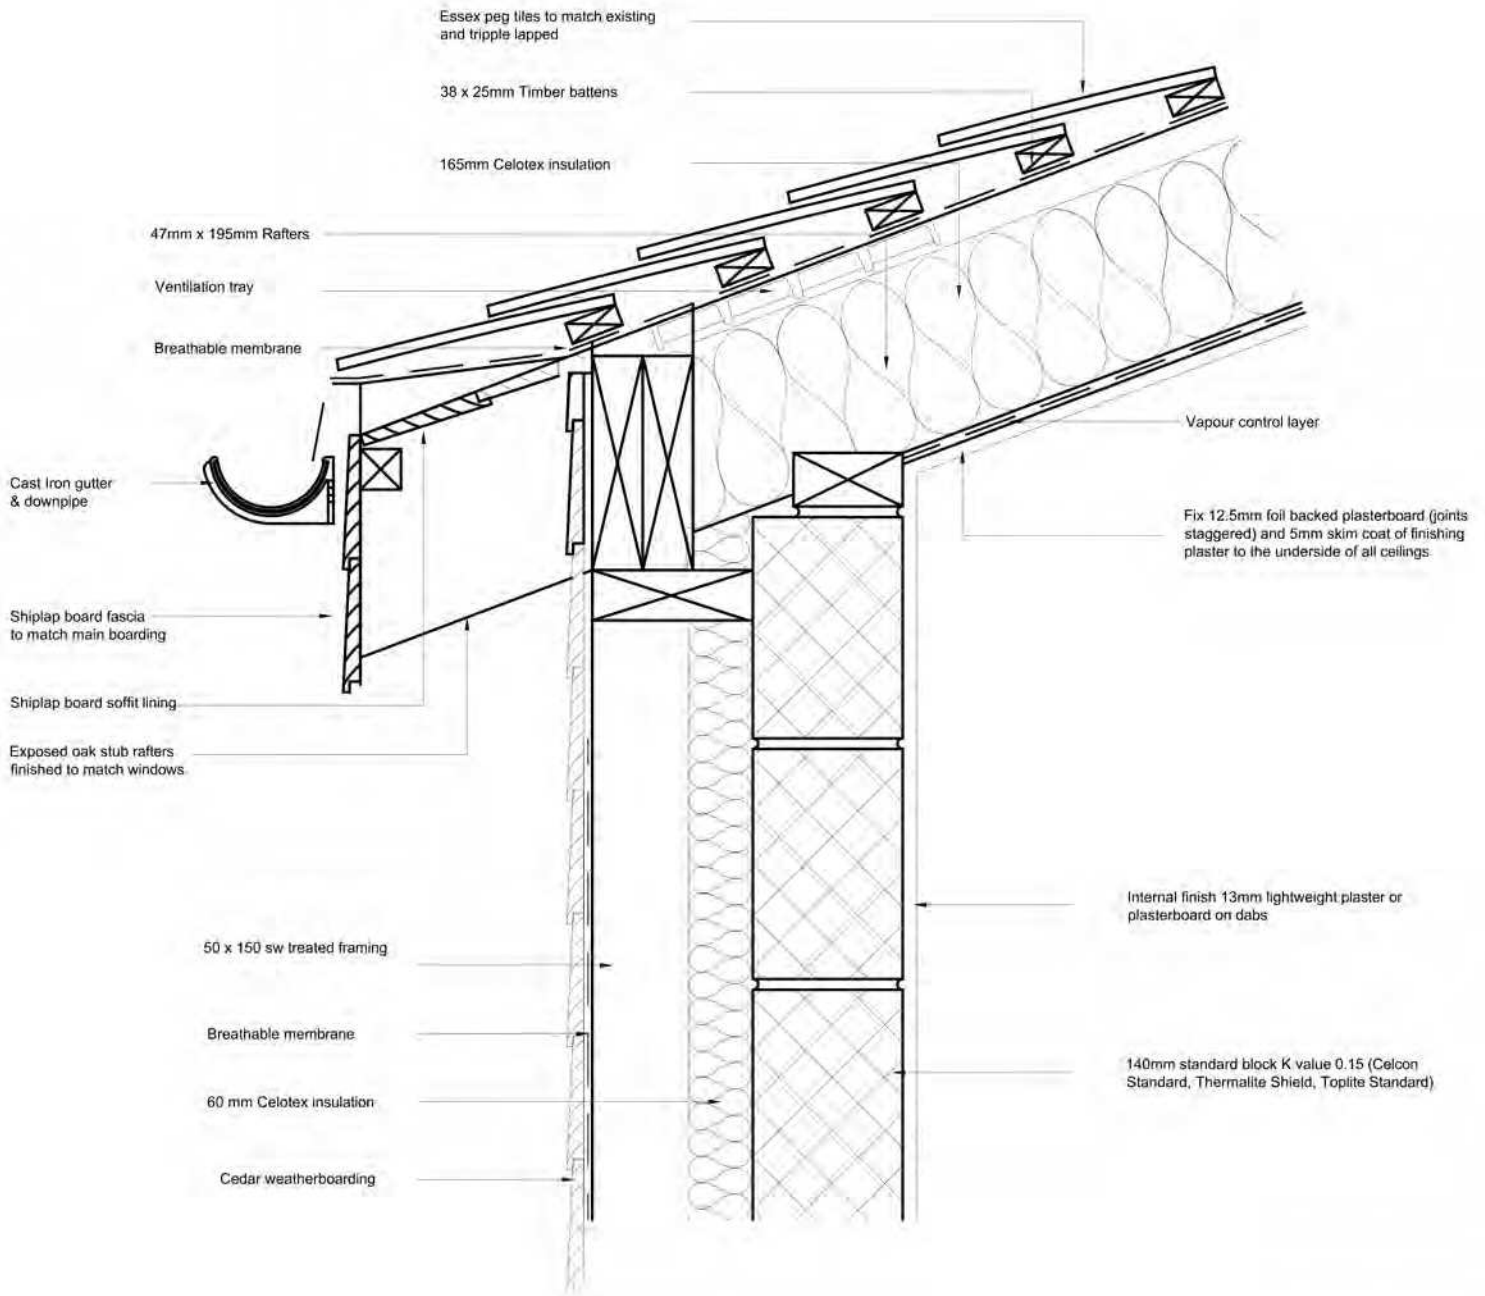 Essex peg tiles to match existing
and tripple lapped
38 x 25mm Timber battens
165mm Celotex insulation
47mm x 195mm Rafters
Ventilation tray
Breathable membrane
Vapour control layer
Cast Iron gutter
& downpipe
Fix 12.5mm foil backed plasterboard (joints
staggered) and 5mm skim coat of finishing
plaster to the underside of all ceilings
Shiplap board fascia
to match main boarding
Shiplap board soffit lining
Exposed oak stub rafters
finished to match windows
Internal finish 13mm lightweight plaster or
plasterboard on dabs
50 x 150 sw treated framing
Breathable membrane
140mm standard block K value 0.15 (Celcon
Standard, Thermalite Shield, Toplite Standard)
60 mm Celotex insulation
Cedar weatherboarding